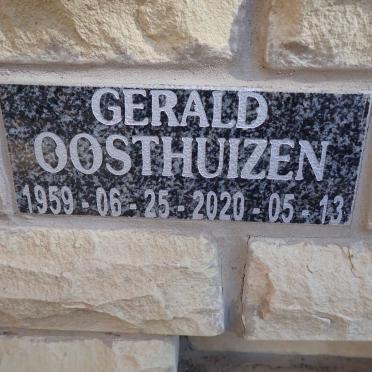 GERALD
OOSTHUIZEN
1959 - 06 - 25 - 2020 - 05 - 13